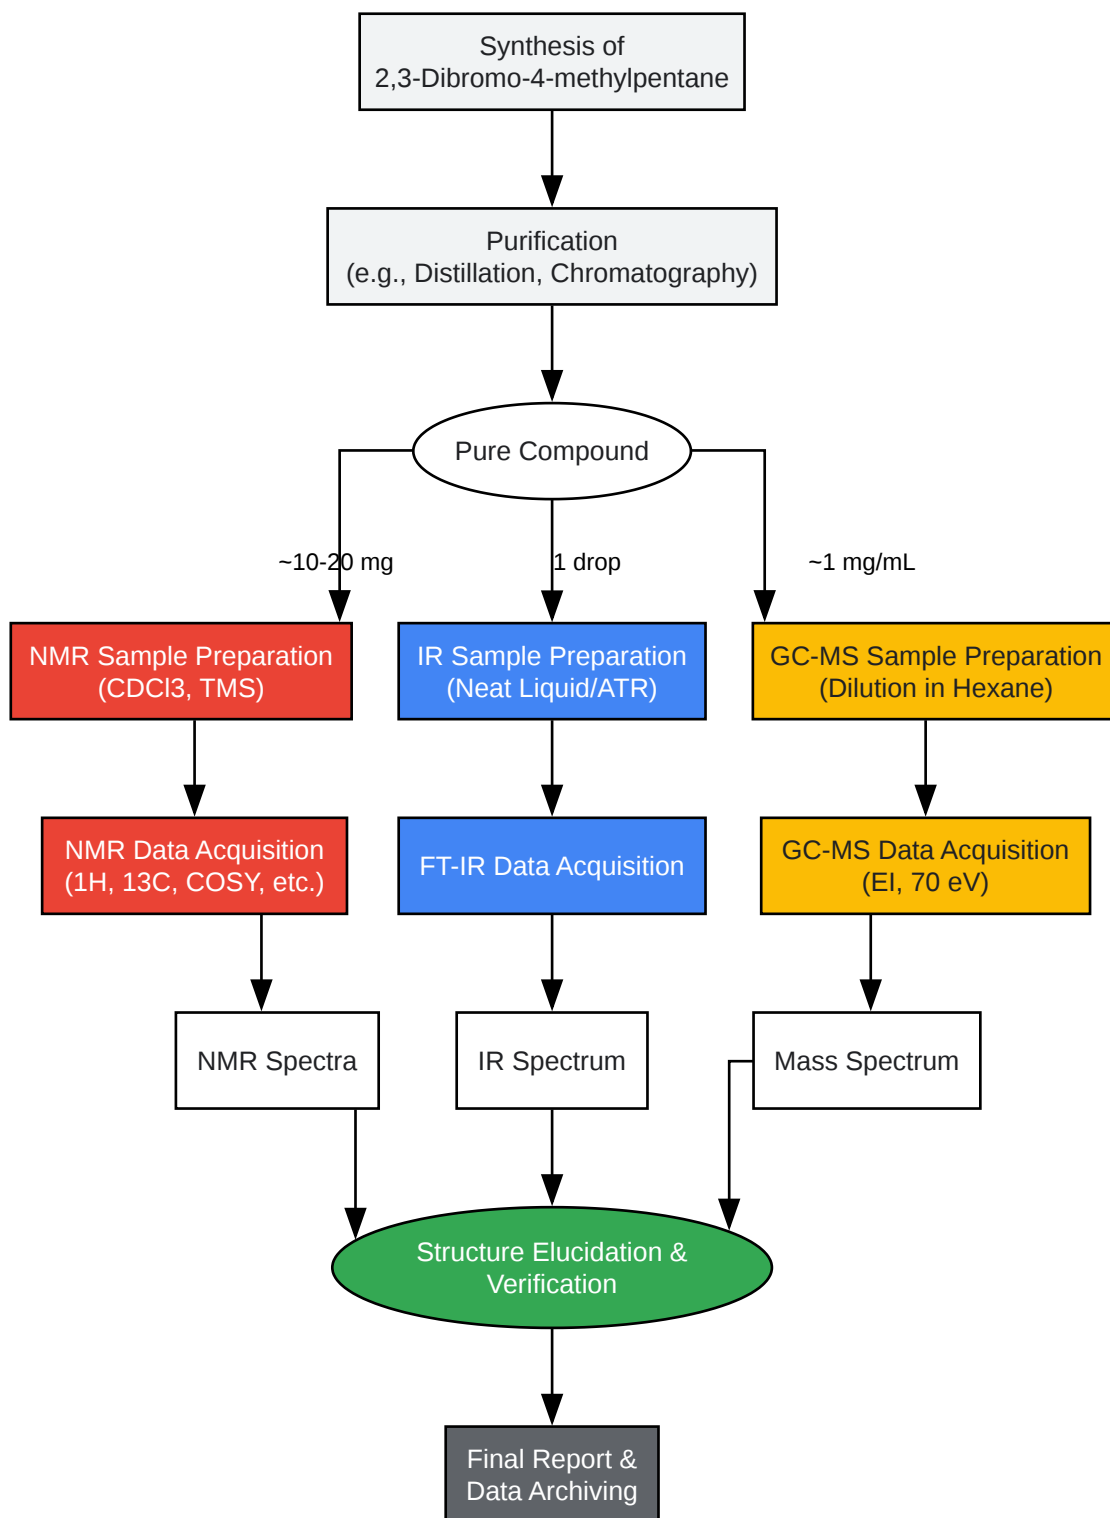 Synthesis of
2,3-Dibromo-4-methylpentane
Purification
(e.g., Distillation, Chromatography)
Pure Compound
~10-20 mg
1 drop
~1 mg/mL
NMR Sample Preparation
(CDCl3, TMS)
IR Sample Preparation
(Neat Liquid/ATR)
GC-MS Sample Preparation
(Dilution in Hexane)
NMR Data Acquisition
(1H, 13C, COSY, etc.)
FT-IR Data Acquisition
GC-MS Data Acquisition
(EI, 70 eV)
NMR Spectra
IR Spectrum
Mass Spectrum
Structure Elucidation &
Verification
Final Report &
Data Archiving